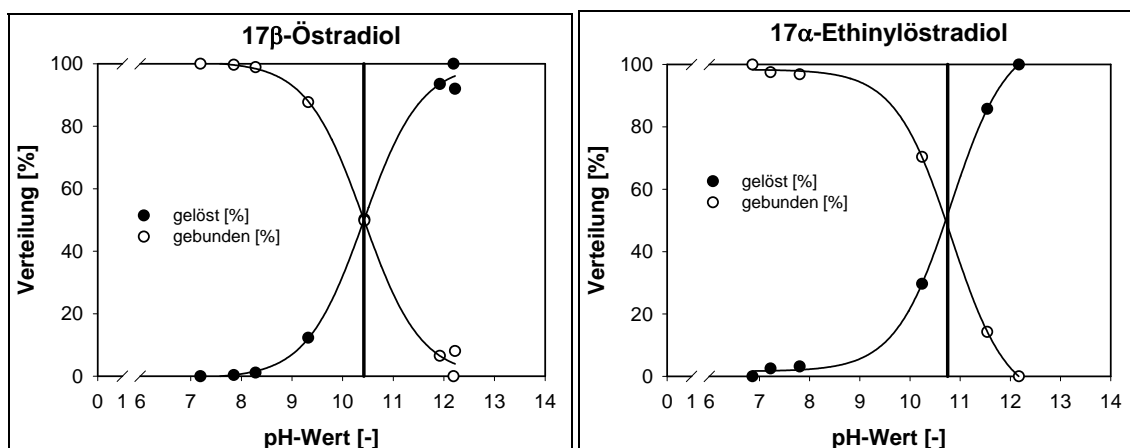 17β-Östradiol
Verteilung [%]
100
80
60
40
20
0
gelöst [%]
gebunden [%]
0 1 6 7 8 9 10 11 12 13 14
pH-Wert [-]
17α-Ethinylöstradiol
Verteilung [%]
100
80
60
40
20
0
gelöst [%]
gebunden [%]
0 1 6 7 8 9 10 11 12 13 14
pH-Wert [-]